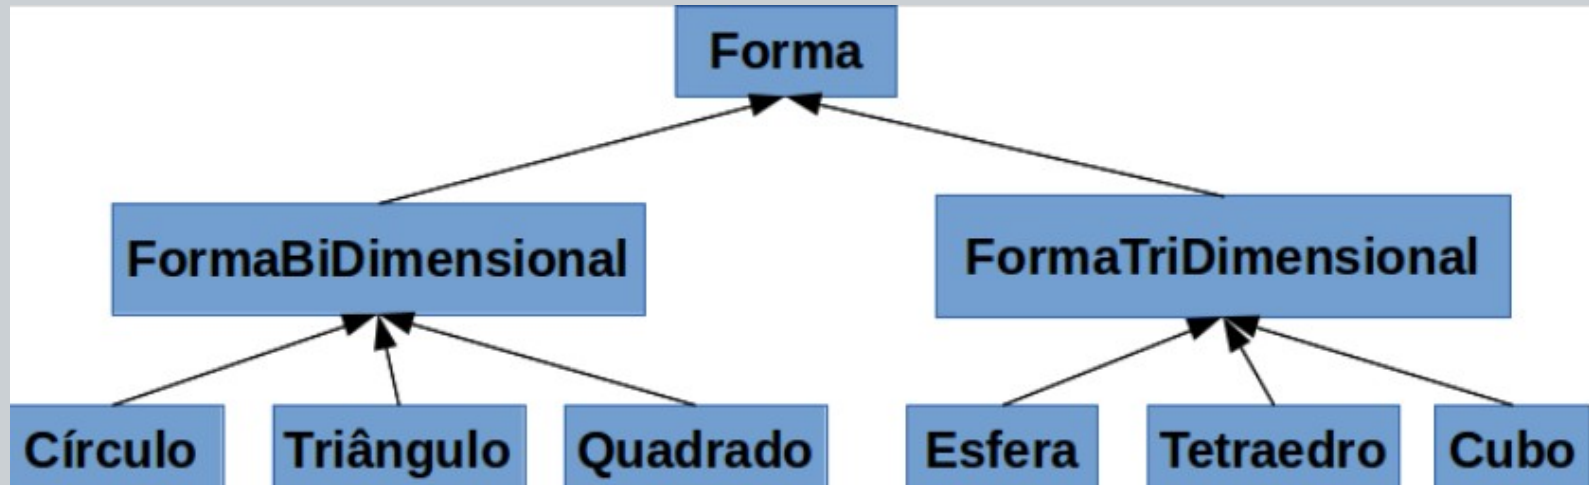 Forma
FormaBiDimensional
FormaTriDimensional
Círculo
Triângulo
Quadrado
Esfera
Tetraedro
Cubo